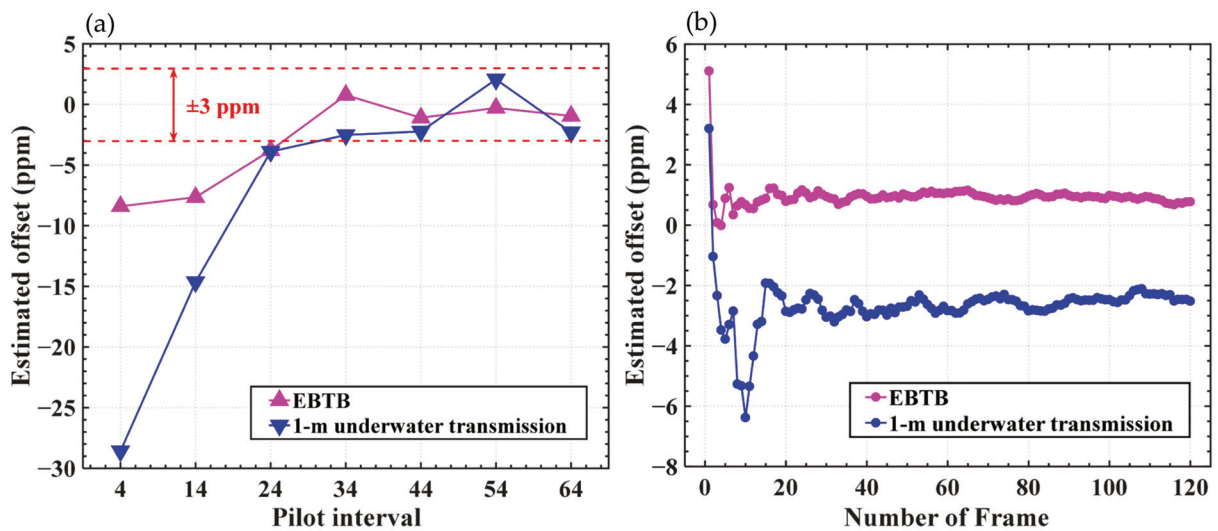 (a)
5
0
−5
−10
−15
−20
−25
−30
Estimated offset (ppm)
±3 ppm
EBTB
1-m underwater transmission
4 14 24 34 44 54 64
Pilot interval
(b)
6
4
2
0
−2
−4
−6
−8
Estimated offset (ppm)
EBTB
1-m underwater transmission
0 20 40 60 80 100 120
Number of Frame